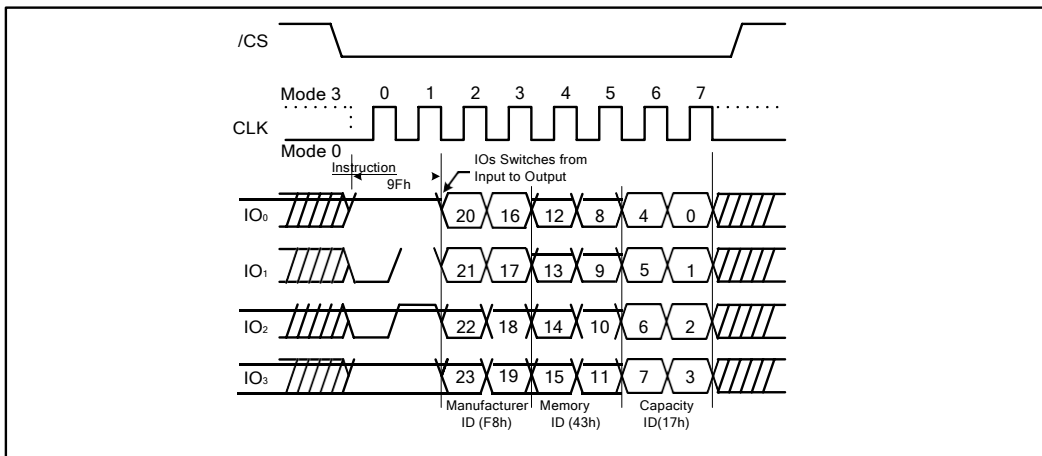 /CS
Mode 3 0 1 2 3 4 5 6 7
CLK
Mode 0
Instruction
9Fh
IOs Switches from
Input to Output
IO₀ 20 16 12 8 4 0
IO₁ 21 17 13 9 5 1
IO₂ 22 18 14 10 6 2
IO₃ 23 19 15 11 7 3
Manufacturer Memory Capacity
ID (F8h) ID (43h) ID(17h)